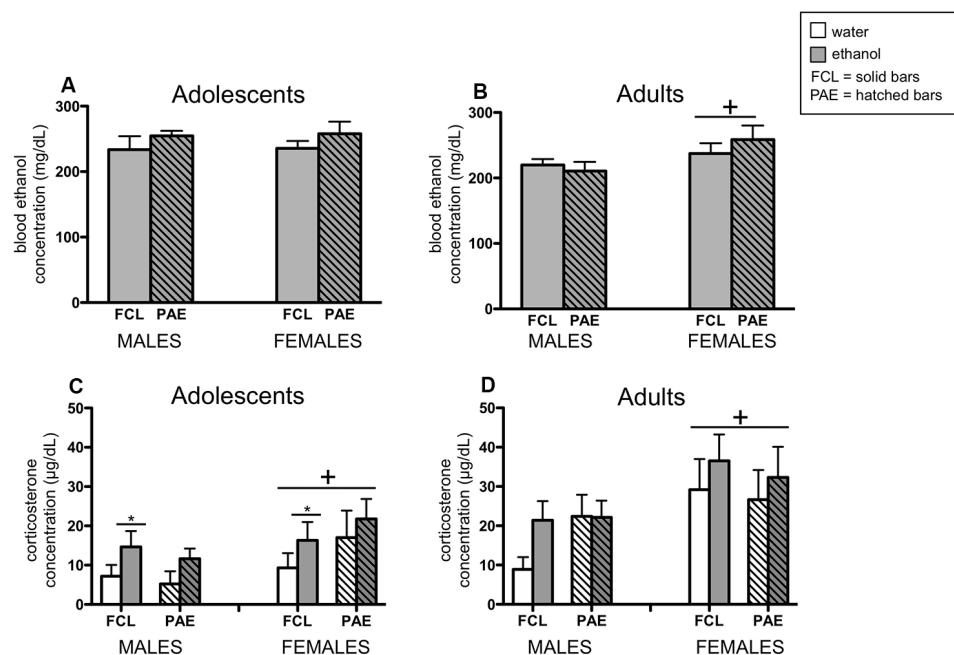 water
ethanol
FCL = solid bars
PAE = hatched bars
A
Adolescents
blood ethanol
concentration (mg/dL)
300
200
100
0
FCL PAE
FCL PAE
MALES
FEMALES
B
Adults
+
blood ethanol
concentration (mg/dL)
300
200
100
0
FCL PAE
FCL PAE
MALES
FEMALES
C
Adolescents
corticosterone
concentration (µg/dL)
50
40
30
20
10
0
*
*
+
FCL PAE
FCL PAE
MALES
FEMALES
D
Adults
+
corticosterone
concentration (µg/dL)
50
40
30
20
10
0
FCL PAE
FCL PAE
MALES
FEMALES